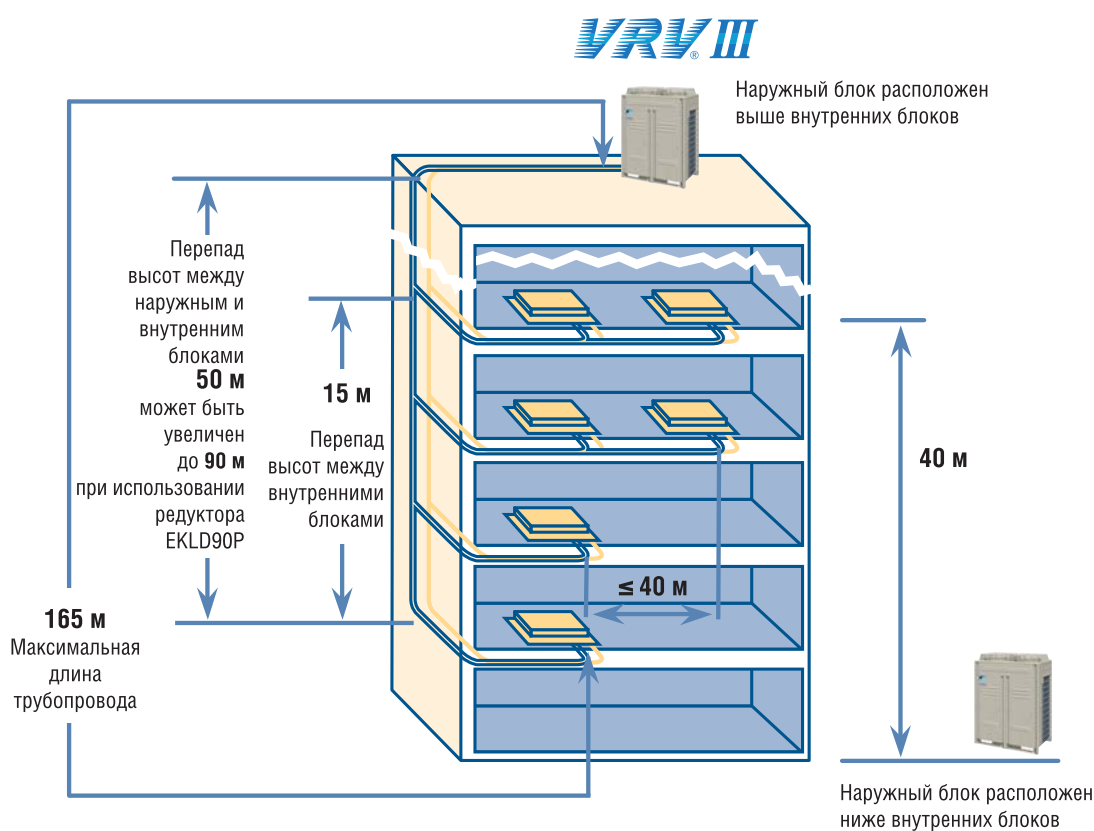 VRV® III
Наружный блок расположен
выше внутренних блоков
Перепад
высот между
наружным и
внутренним
блоками
50 м
может быть
увеличен
до 90 м
при использовании
редуктора
EKLD90P
15 м
Перепад
высот между
внутренними
блоками
40 м
≤ 40 м
165 м
Максимальная
длина
трубопровода
Наружный блок расположен
ниже внутренних блоков